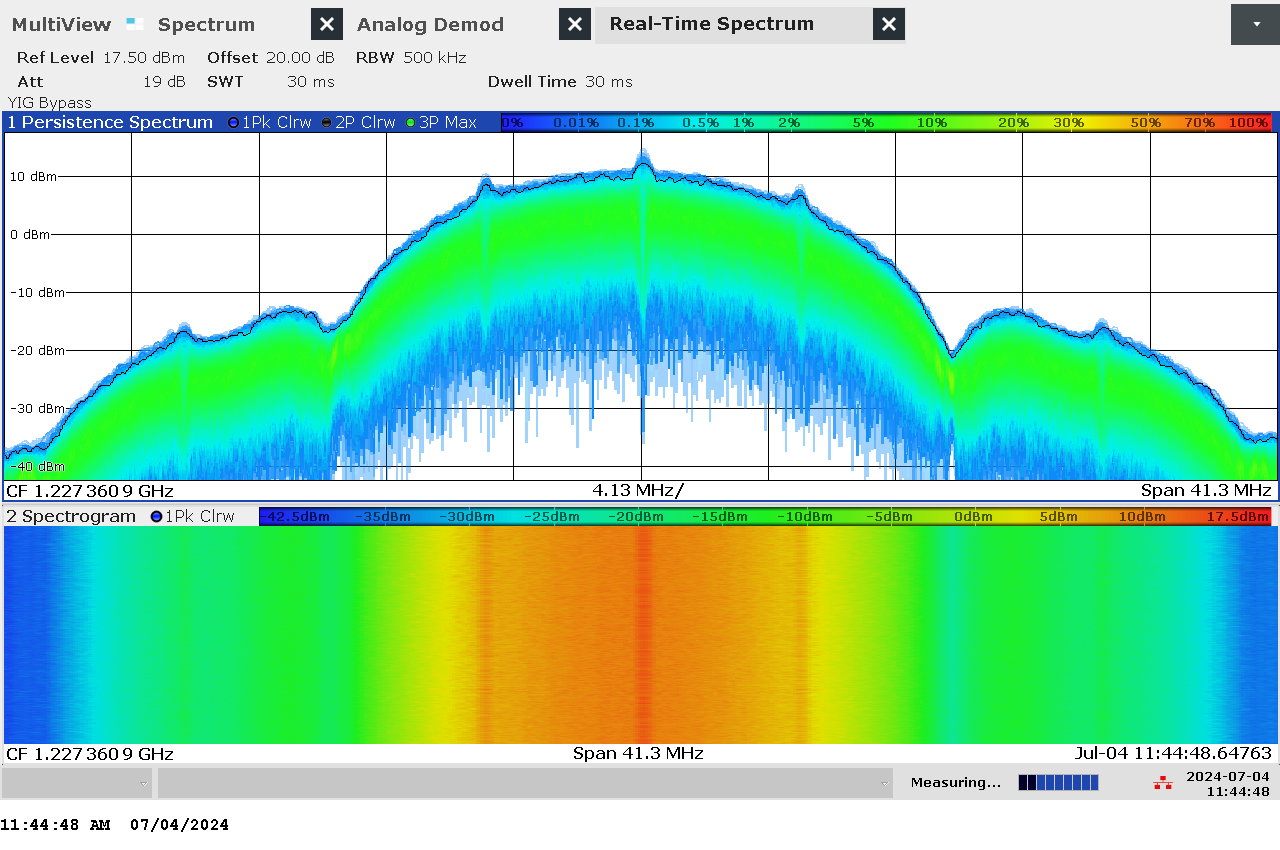 MultiView Spectrum Analog Demod Real-Time Spectrum
Ref Level 17.50 dBm Offset 20.00 dB RBW 500 kHz
Att 19 dB SWT 30 ms Dwell Time 30 ms
YIG Bypass
1 Persistence Spectrum 1Pk Clrw 2P Clrw 3P Max 0% 0.01% 0.1% 0.5% 1% 2% 5% 10% 20% 30% 50% 70% 100%
10 dBm
0 dBm
-10 dBm
-20 dBm
-30 dBm
-40 dBm
CF 1.2273609 GHz 4.13 MHz/ Span 41.3 MHz
2 Spectrogram 1Pk Clrw -42.5dBm -35dBm -30dBm -25dBm -20dBm -15dBm -10dBm -5dBm 0dBm 5dBm 10dBm 17.5dBm
CF 1.2273609 GHz Span 41.3 MHz Jul-04 11:44:48.64763
Measuring... 2024-07-04
11:44:48
11:44:48 AM 07/04/2024